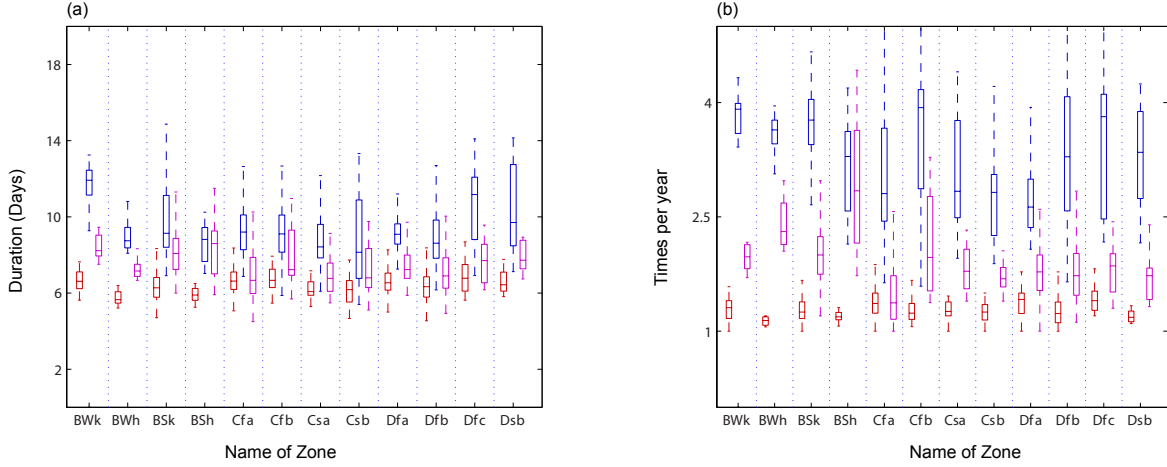 (a)
18
14
10
6
2
Duration (Days)
BWk BWh BSk BSh Cfa Cfb Csa Csb Dfa Dfb Dfc Dsb
Name of Zone
(b)
4
2.5
1
Times per year
BWk BWh BSk BSh Cfa Cfb Csa Csb Dfa Dfb Dfc Dsb
Name of Zone